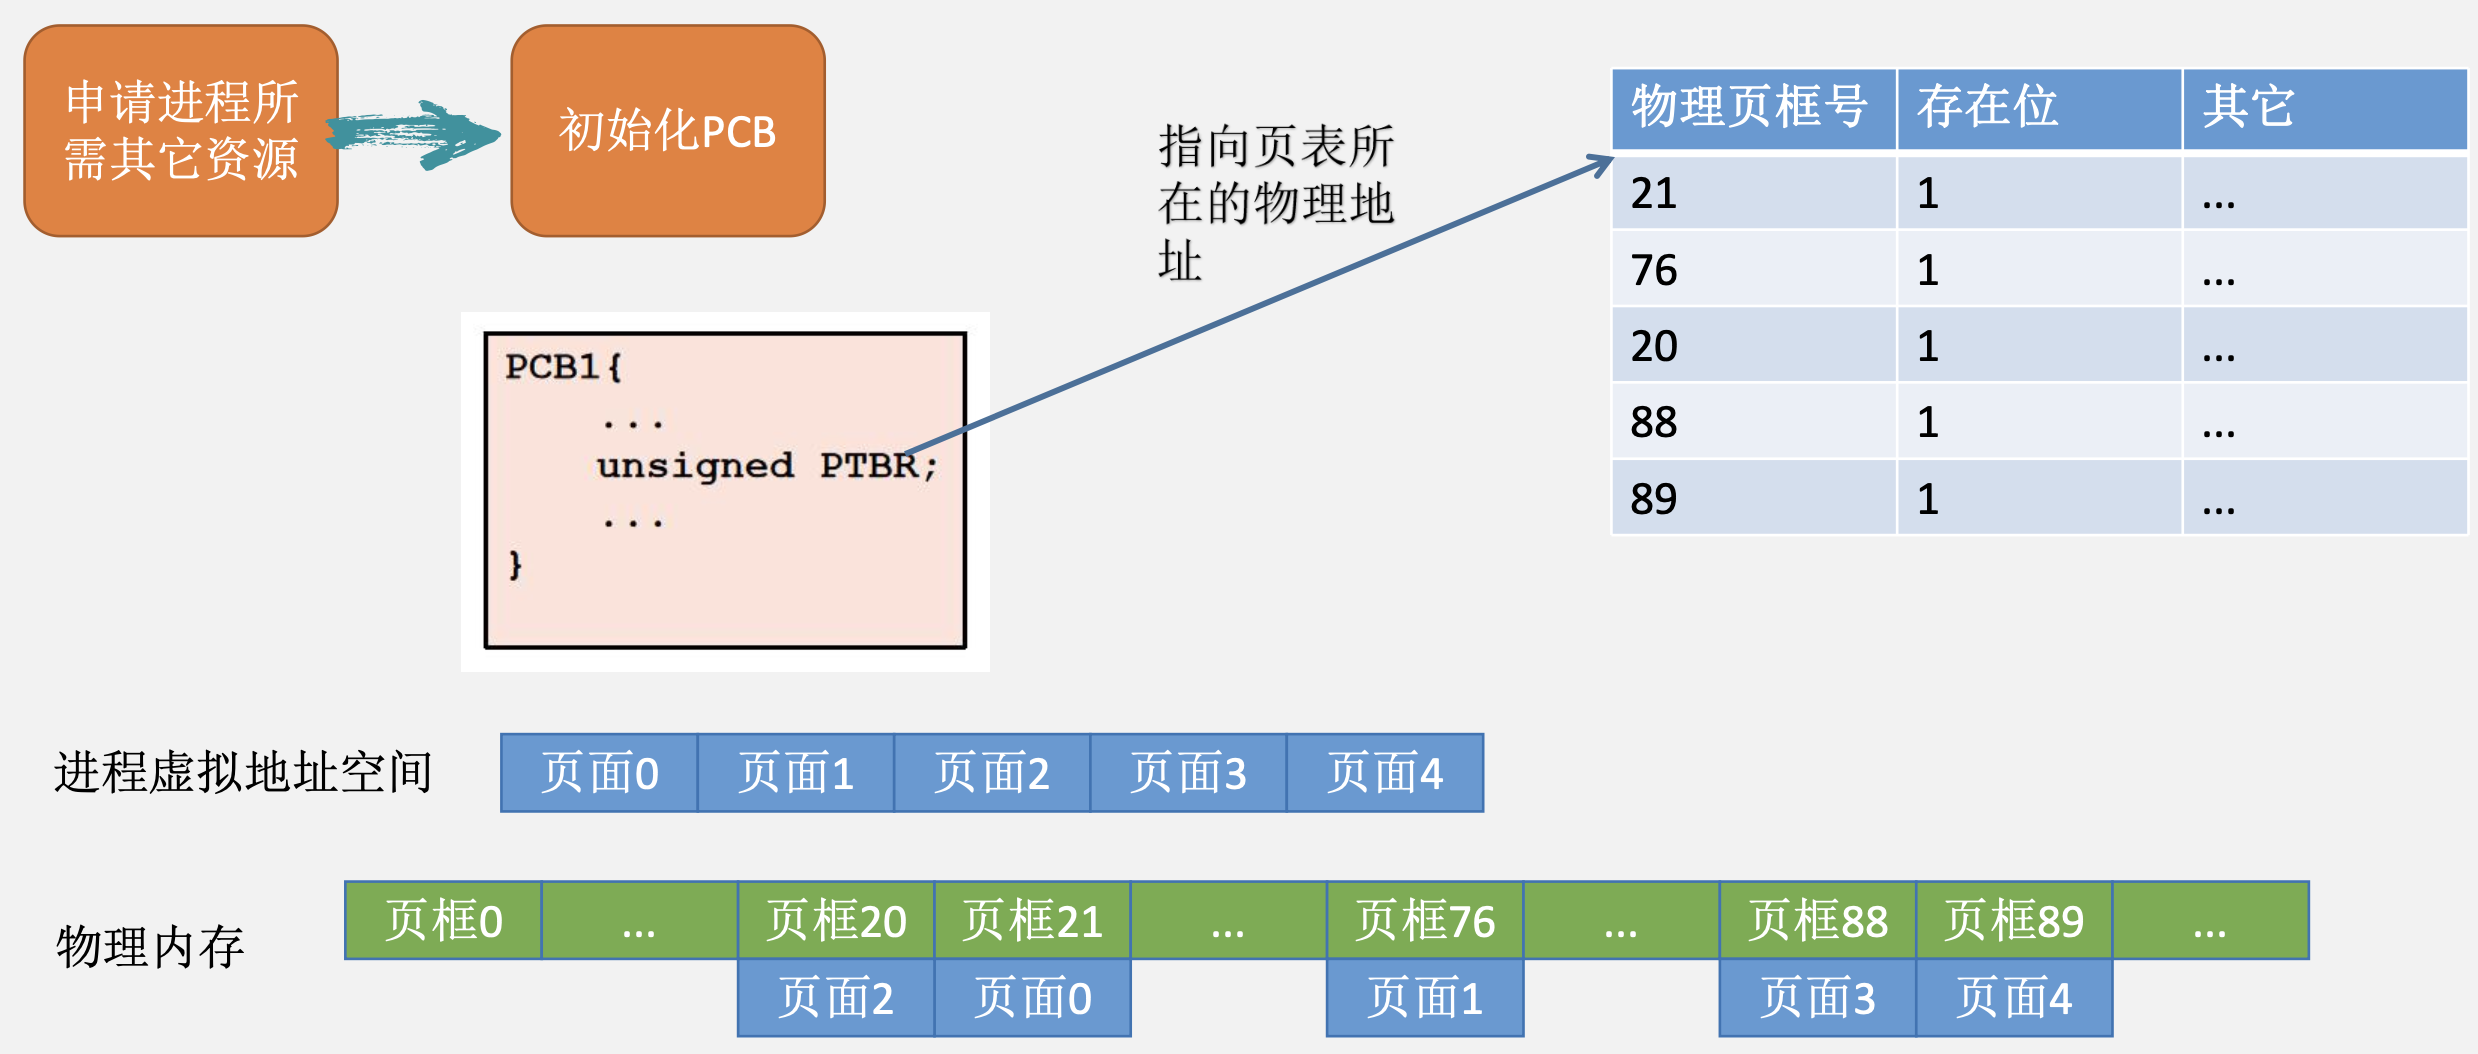 申请进程所
需其它资源
初始化PCB
指向页表所
在的物理地
址
物理页框号 存在位 其它
21 1 ...
76 1 ...
20 1 ...
88 1 ...
89 1 ...
PCB1{
...
unsigned PTBR;
...
}
进程虚拟地址空间 页面0 页面1 页面2 页面3 页面4
物理内存
页框0 ... 页框20 页框21 ... 页框76 ... 页框88 页框89 ...
页面2 页面0 页面1 页面3 页面4